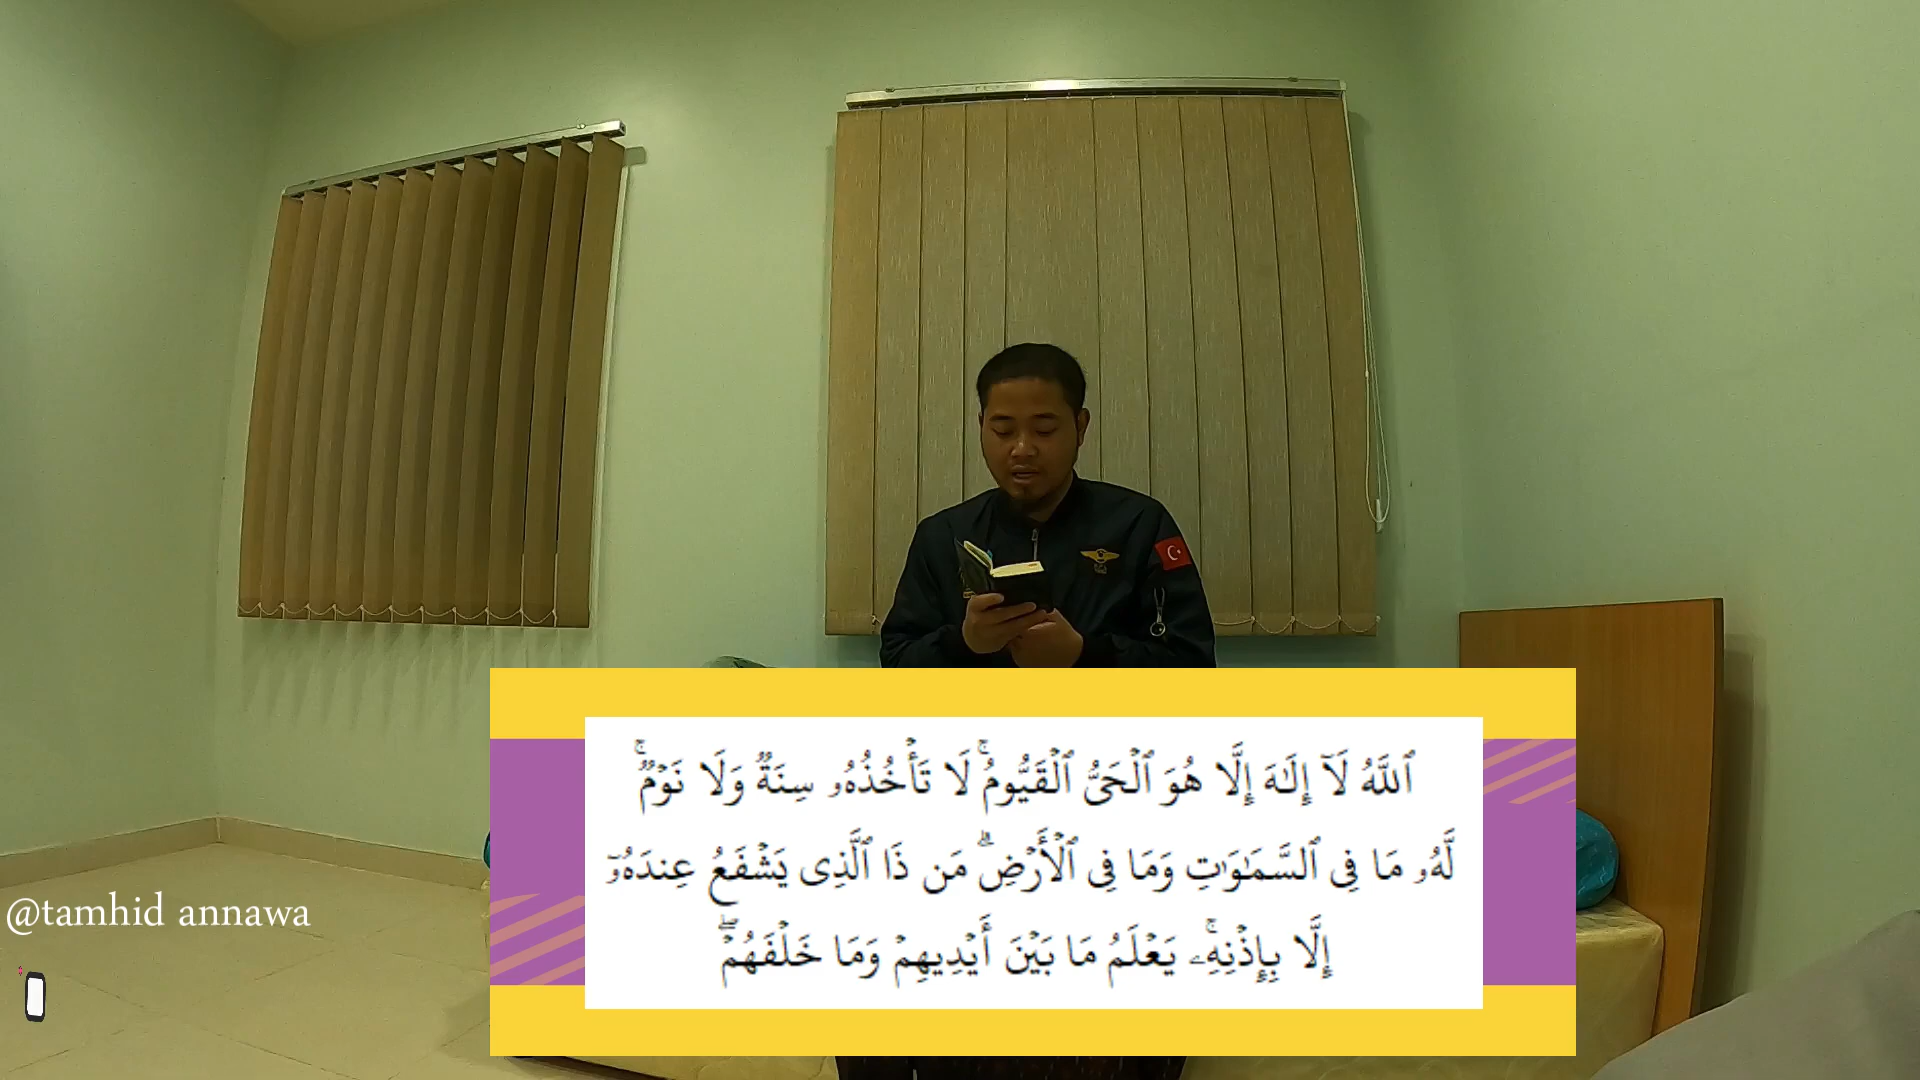 ٱللَّهُ لَآ إِلَـٰهَ إِلَّا هُوَ ٱلْحَىُّ ٱلْقَيُّومُ ۚ لَا تَأْخُذُهُۥ سِنَةٌ وَلَا نَوْمٌ ۚ
لَّهُۥ مَا فِى ٱلسَّمَـٰوَٰتِ وَمَا فِى ٱلْأَرْضِ ۗ مَن ذَا ٱلَّذِى يَشْفَعُ عِندَهُۥٓ
إِلَّا بِإِذْنِهِۦ ۚ يَعْلَمُ مَا بَيْنَ أَيْدِيهِمْ وَمَا خَلْفَهُمْ ۖ
@tamhid annawa